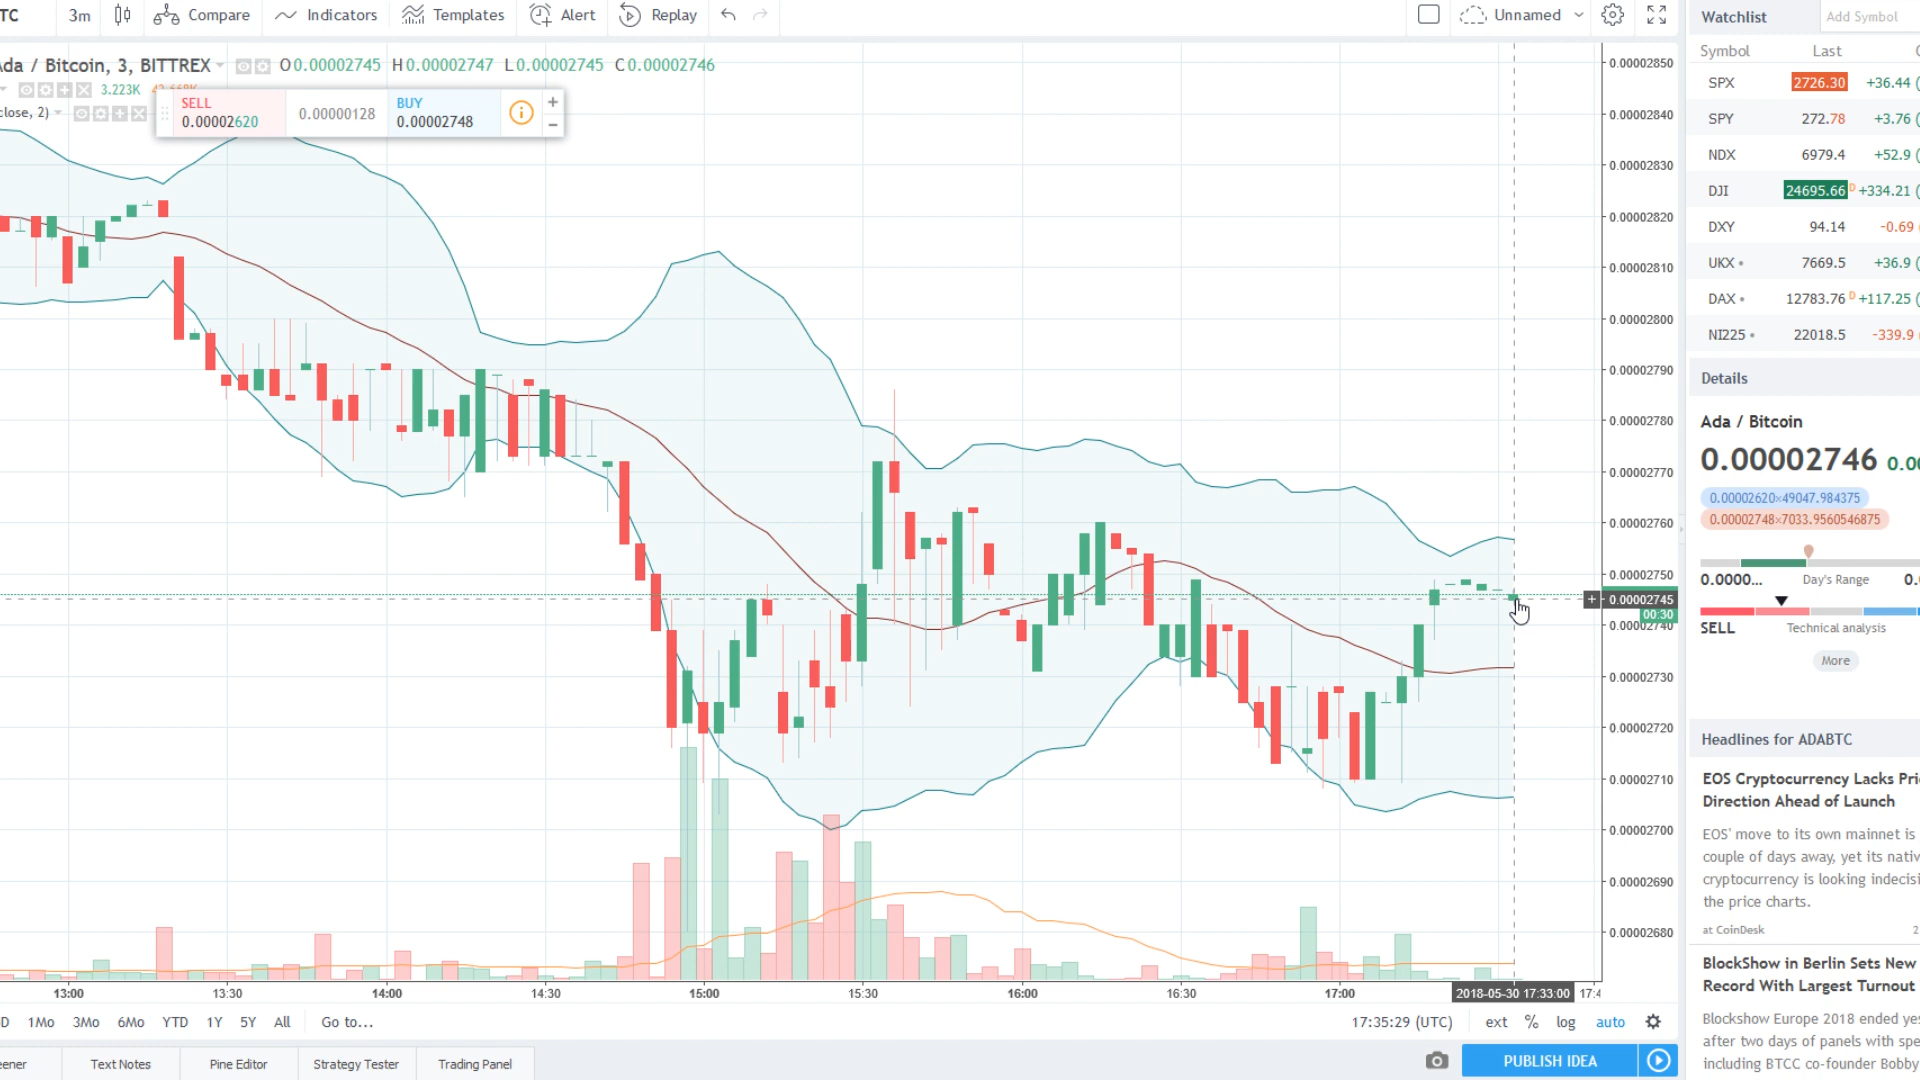 TC 3m Compare Indicators Templates Alert Replay Unnamed
da / Bitcoin, 3, BITTREX O0.00002745 H0.00002747 L0.00002745 C0.00002746
3.223K
close, 2)
SELL
0.00002620
0.00000128
BUY
0.00002748
0.00002850
0.00002840
0.00002830
0.00002820
0.00002810
0.00002800
0.00002790
0.00002780
0.00002770
0.00002760
0.00002750
0.00002745
00:30
0.00002740
0.00002730
0.00002720
0.00002710
0.00002700
0.00002690
0.00002680
13:00 13:30 14:00 14:30 15:00 15:30 16:00 16:30 17:00 2018-05-30 17:33:00 17:4
D 1Mo 3Mo 6Mo YTD 1Y 5Y All Go to... 17:35:29 (UTC) ext % log auto
eener Text Notes Pine Editor Strategy Tester Trading Panel PUBLISH IDEA
Watchlist Add Symbol
Symbol Last
SPX 2726.30 +36.44 (
SPY 272.78 +3.76 (
NDX 6979.4 +52.9 (
DJI 24695.66 D +334.21 (
DXY 94.14 -0.69
UKX 7669.5 +36.9 (
DAX 12783.76 D +117.25 (
NI225 22018.5 -339.9
Details
Ada / Bitcoin
0.00002746 0.00
0.00002620×49047.984375
0.00002748×7033.9560546875
0.0000... Day's Range 0.
SELL Technical analysis
More
Headlines for ADABTC
EOS Cryptocurrency Lacks Pri
Direction Ahead of Launch
EOS' move to its own mainnet is
couple of days away, yet its nativ
cryptocurrency is looking indecisi
the price charts.
at CoinDesk 2
BlockShow in Berlin Sets New
Record With Largest Turnout
Blockshow Europe 2018 ended yes
after two days of panels with spe
including BTCC co-founder Bobby